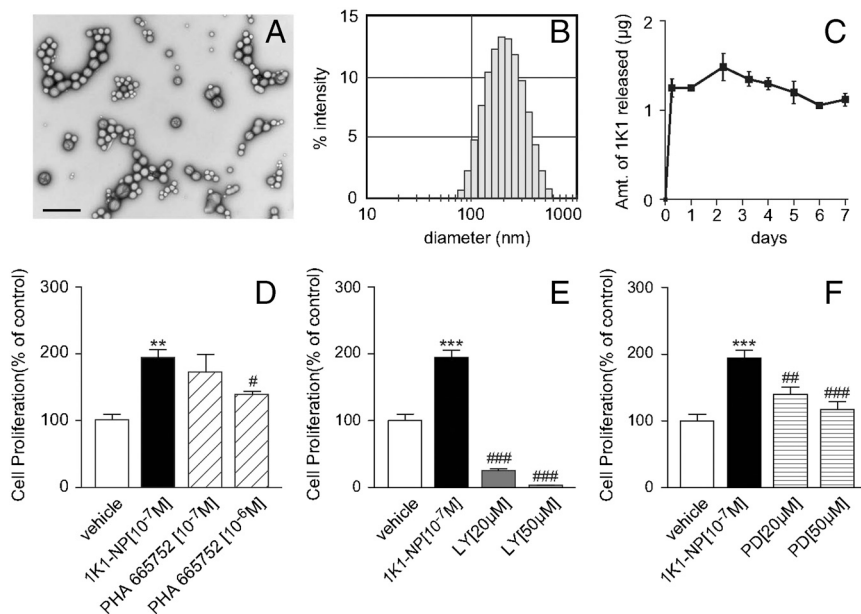 A
B
C
% intensity
15
10
5
0
10
100
1000
diameter (nm)
Amt. of 1K1 released (µg)
2
1
0
0 1 2 3 4 5 6 7
days
D
Cell Proliferation(% of control)
300
200
100
0
**
#
vehicle
1K1-NP[10⁻⁷M]
PHA 665752 [10⁻⁷M]
PHA 665752 [10⁻⁶M]
E
Cell Proliferation(% of control)
300
200
100
0
***
###
###
vehicle
1K1-NP[10⁻⁷M]
LY[20µM]
LY[50µM]
F
Cell Proliferation(% of control)
300
200
100
0
***
##
###
vehicle
1K1-NP[10⁻⁷M]
PD[20µM]
PD[50µM]